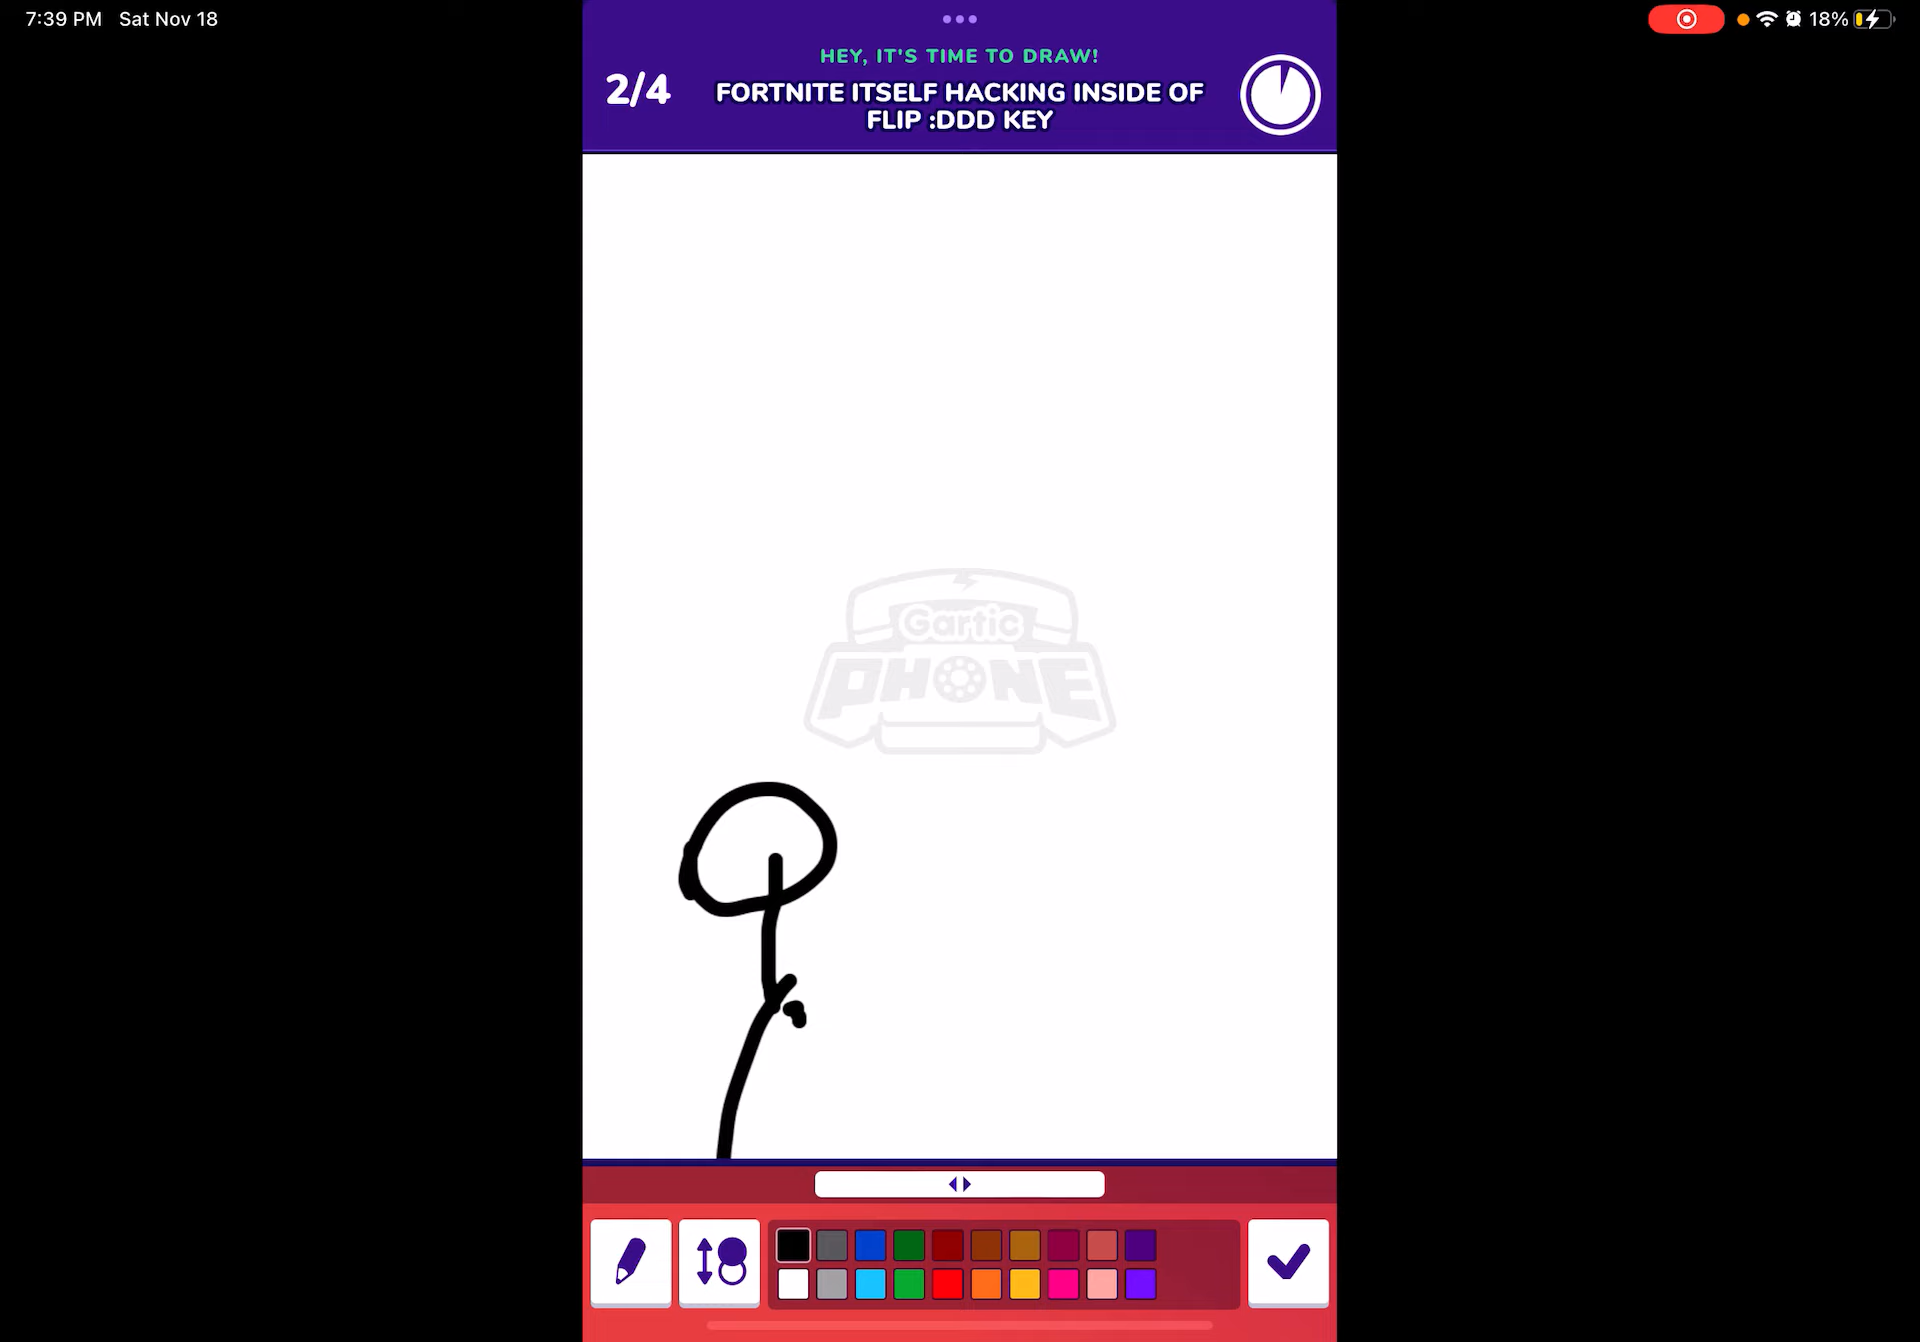 7:39 PM Sat Nov 18
18%
HEY, IT'S TIME TO DRAW!
2/4
FORTNITE ITSELF HACKING INSIDE OF
FLIP :DDD KEY
Gartic
PHONE